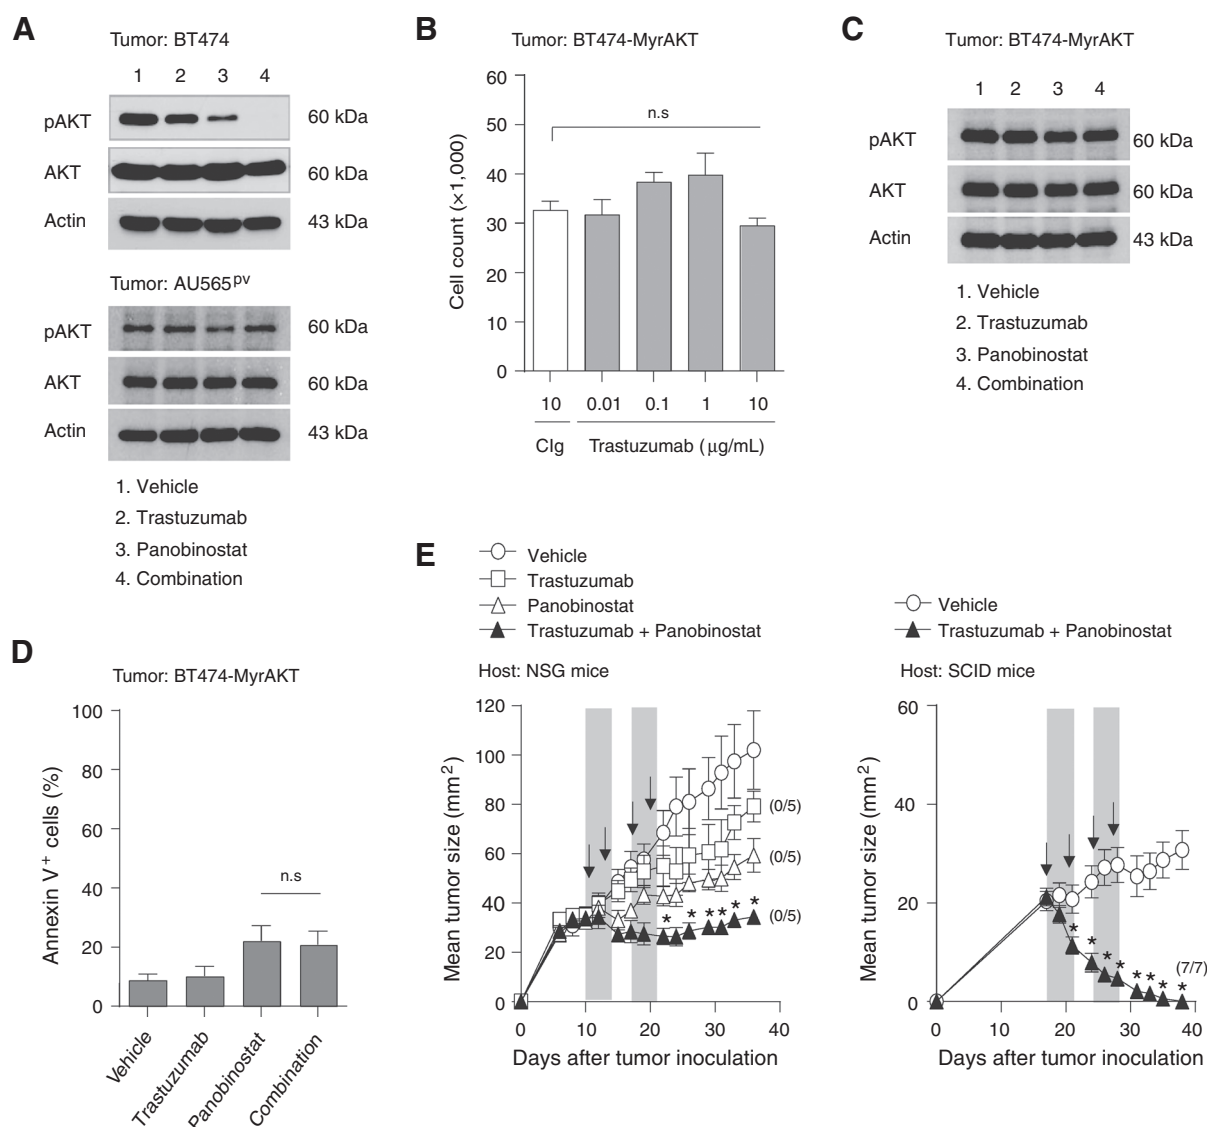 A
Tumor: BT474
1 2 3 4
pAKT 60 kDa
AKT 60 kDa
Actin 43 kDa
Tumor: AU565pv
pAKT 60 kDa
AKT 60 kDa
Actin 43 kDa
1. Vehicle
2. Trastuzumab
3. Panobinostat
4. Combination
B
Tumor: BT474-MyrAKT
Cell count (×1,000)
60
50
40
30
20
10
0
n.s
10 0.01 0.1 1 10
CIg Trastuzumab (μg/mL)
C
Tumor: BT474-MyrAKT
1 2 3 4
pAKT 60 kDa
AKT 60 kDa
Actin 43 kDa
1. Vehicle
2. Trastuzumab
3. Panobinostat
4. Combination
D
Tumor: BT474-MyrAKT
Annexin V+ cells (%)
100
80
60
40
20
0
n.s
Vehicle
Trastuzumab
Panobinostat
Combination
E
Vehicle
Trastuzumab
Panobinostat
Trastuzumab + Panobinostat
Host: NSG mice
Mean tumor size (mm2)
120
100
80
60
40
20
0
(0/5)
(0/5)
(0/5)
* * ** * *
0 10 20 30 40
Days after tumor inoculation
Vehicle
Trastuzumab + Panobinostat
Host: SCID mice
Mean tumor size (mm2)
60
40
20
0
* * * * * * * *
(7/7)
0 10 20 30 40
Days after tumor inoculation